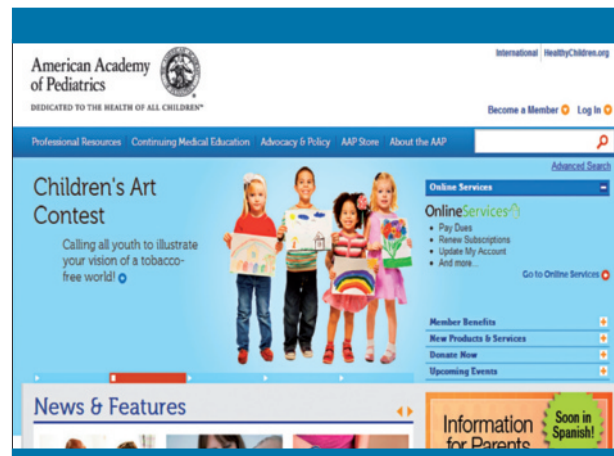 International | HealthyChildren.org
American Academy
of Pediatrics
DEDICATED TO THE HEALTH OF ALL CHILDREN™
Become a Member Log In
Professional Resources Continuing Medical Education Advocacy & Policy AAP Store About the AAP
Advanced Search
Children's Art
Contest
Calling all youth to illustrate
your vision of a tobacco-
free world!
Online Services
OnlineServices
• Pay Dues
• Renew Subscriptions
• Update My Account
• And more...
Go to Online Services
Member Benefits
New Products & Services
Donate Now
Upcoming Events
News & Features
Information
for Parents
Soon in
Spanish!